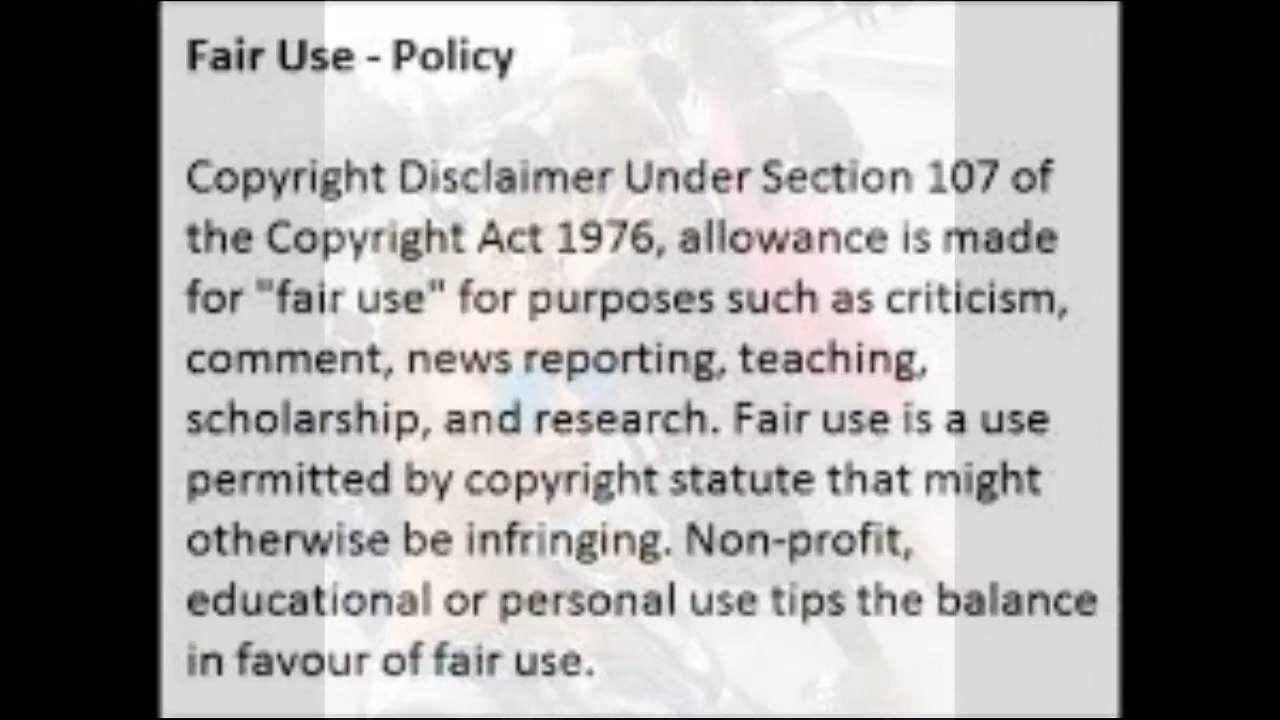 Fair Use - Policy
Copyright Disclaimer Under Section 107 of
the Copyright Act 1976, allowance is made
for "fair use" for purposes such as criticism,
comment, news reporting, teaching,
scholarship, and research. Fair use is a use
permitted by copyright statute that might
otherwise be infringing. Non-profit,
educational or personal use tips the balance
in favour of fair use.